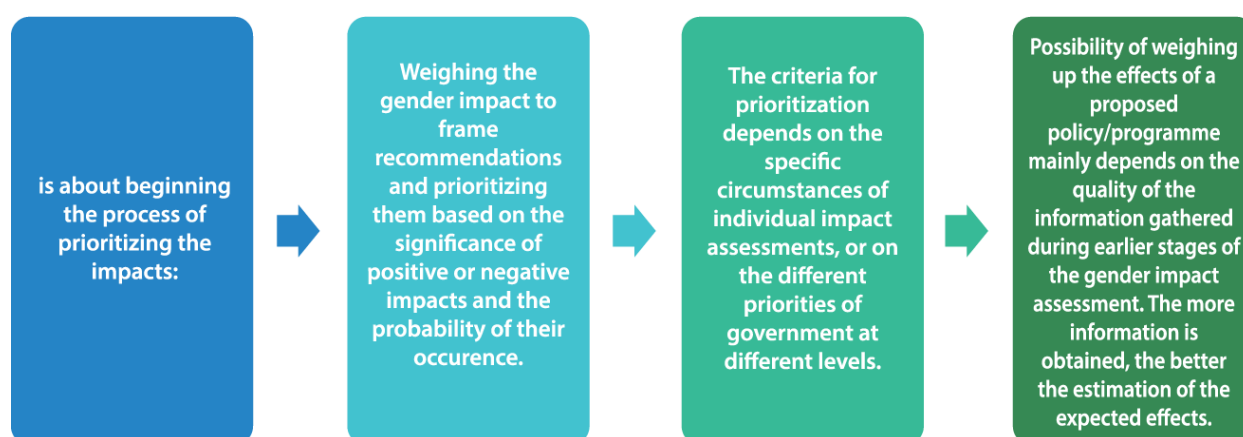 is about beginning
the process of
prioritizing the
impacts:
Weighing the
gender impact to
frame
recommendations
and prioritizing
them based on the
significance of
positive or negative
impacts and the
probability of their
occurence.
The criteria for
prioritization
depends on the
specific
circumstances of
individual impact
assessments, or on
the different
priorities of
government at
different levels.
Possibility of weighing
up the effects of a
proposed
policy/programme
mainly depends on the
quality of the
information gathered
during earlier stages of
the gender impact
assessment. The more
information is
obtained, the better
the estimation of the
expected effects.